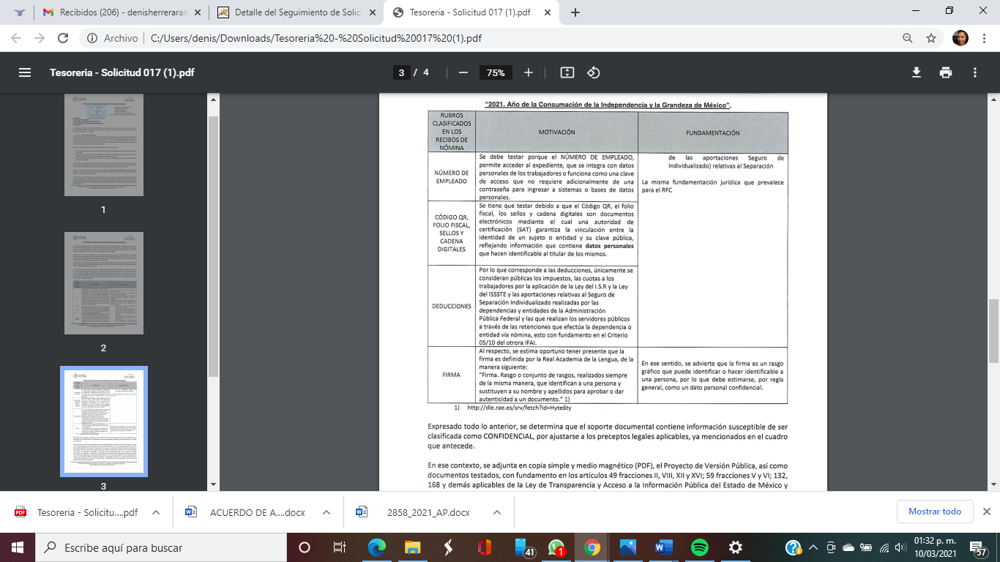 Recibidos (206) - denisherreraran
Detalle del Seguimiento de Solici
Tesoreria - Solicitud 017 (1).pdf
Archivo
C:/Users/denis/Downloads/Tesoreria%20-%20Solicitud%20017%20(1).pdf
Tesoreria - Solicitud 017 (1).pdf
3 / 4
75%
1
2
3
"2021. Año de la Consumación de la Independencia y la Grandeza de México".
RUBROS
CLASIFICADOS
EN LOS
RECIBOS DE
NÓMINA
MOTIVACIÓN
FUNDAMENTACIÓN
NÚMERO DE
EMPLEADO
Se debe testar porque el NÚMERO DE EMPLEADO,
permite acceder al expediente, que se integra con datos
personales de los trabajadores o funciona como una clave
de acceso que no requiere adicionalmente de una
contraseña para ingresar a sistemas o bases de datos
personales.
de las aportaciones Seguro de
Individualizado) relativas al Separación
La misma fundamentación jurídica que prevalece
para el RFC
CÓDIGO QR,
FOLIO FISCAL,
SELLOS Y
CADENA
DIGITALES
Se tiene que testar debido a que el Código QR, el folio
fiscal, los sellos y cadena digitales son documentos
electrónicos mediante el cual una autoridad de
certificación (SAT) garantiza la vinculación entre la
identidad de un sujeto o entidad y su clave pública,
reflejando información que contiene datos personales
que hacen identificable al titular de los mismos.
DEDUCCIONES
Por lo que corresponde a las deducciones, únicamente se
consideran públicas los impuestos, las cuotas a los
trabajadores por la aplicación de la Ley del I.S.R y la Ley
del ISSSTE y las aportaciones relativas al Seguro de
Separación Individualizado realizadas por las
dependencias y entidades de la Administración
Pública Federal y las que realizan los servidores públicos
a través de las retenciones que efectúa la dependencia o
entidad vía nómina, esto con fundamento en el Criterio
05/10 del otrora IFAI.
FIRMA
Al respecto, se estima oportuno tener presente que la
firma es definida por la Real Academia de la Lengua, de la
manera siguiente:
"Firma. Rasgo o conjunto de rasgos, realizados siempre
de la misma manera, que identifican a una persona y
sustituyen a su nombre y apellidos para aprobar o dar
autenticidad a un documento." 1)
En ese sentido, se advierte que la firma es un rasgo
gráfico que puede identificar o hacer identificable a
una persona, por lo que debe estimarse, por regla
general, como un dato personal confidencial.
1) http://dle.rae.es/srv/fetch?id=Hyte6ty
Expresado todo lo anterior, se determina que el soporte documental contiene información susceptible de ser
clasificada como CONFIDENCIAL, por ajustarse a los preceptos legales aplicables, ya mencionados en el cuadro
que antecede.
En ese contexto, se adjunta en copia simple y medio magnético (PDF), el Proyecto de Versión Pública, así como
documentos testados, con fundamento en los artículos 49 fracciones II, VIII, XII y XVI; 59 fracciones V y VI; 132,
168 y demás aplicables de la Ley de Transparencia y Acceso a la Información Pública del Estado de México y
Tesoreria - Solicitu....pdf
ACUERDO DE A....docx
2858_2021_AP.docx
Mostrar todo
Escribe aquí para buscar
41
1
01:32 p. m.
10/03/2021
57